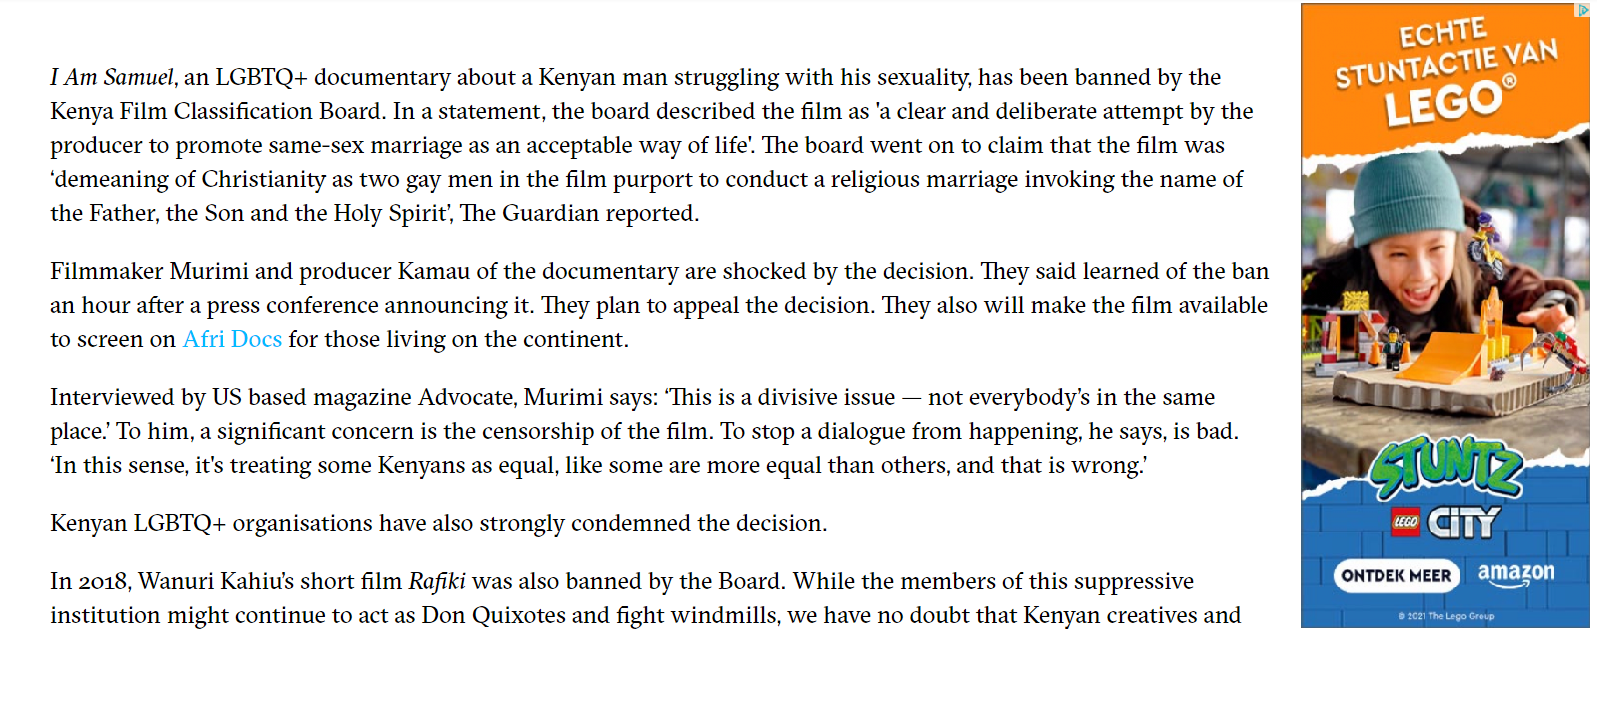 I Am Samuel, an LGBTQ+ documentary about a Kenyan man struggling with his sexuality, has been banned by the
Kenya Film Classification Board. In a statement, the board described the film as 'a clear and deliberate attempt by the
producer to promote same-sex marriage as an acceptable way of life'. The board went on to claim that the film was
‘demeaning of Christianity as two gay men in the film purport to conduct a religious marriage invoking the name of
the Father, the Son and the Holy Spirit’, The Guardian reported.
Filmmaker Murimi and producer Kamau of the documentary are shocked by the decision. They said learned of the ban
an hour after a press conference announcing it. They plan to appeal the decision. They also will make the film available
to screen on Afri Docs for those living on the continent.
Interviewed by US based magazine Advocate, Murimi says: ‘This is a divisive issue — not everybody’s in the same
place.’ To him, a significant concern is the censorship of the film. To stop a dialogue from happening, he says, is bad.
‘In this sense, it's treating some Kenyans as equal, like some are more equal than others, and that is wrong.’
Kenyan LGBTQ+ organisations have also strongly condemned the decision.
In 2018, Wanuri Kahiu’s short film Rafiki was also banned by the Board. While the members of this suppressive
institution might continue to act as Don Quixotes and fight windmills, we have no doubt that Kenyan creatives and
ECHTE
STUNTACTIE VAN
LEGO®
STUNTZ
LEGO CITY
ONTDEK MEER amazon
© 2021 The Lego Group